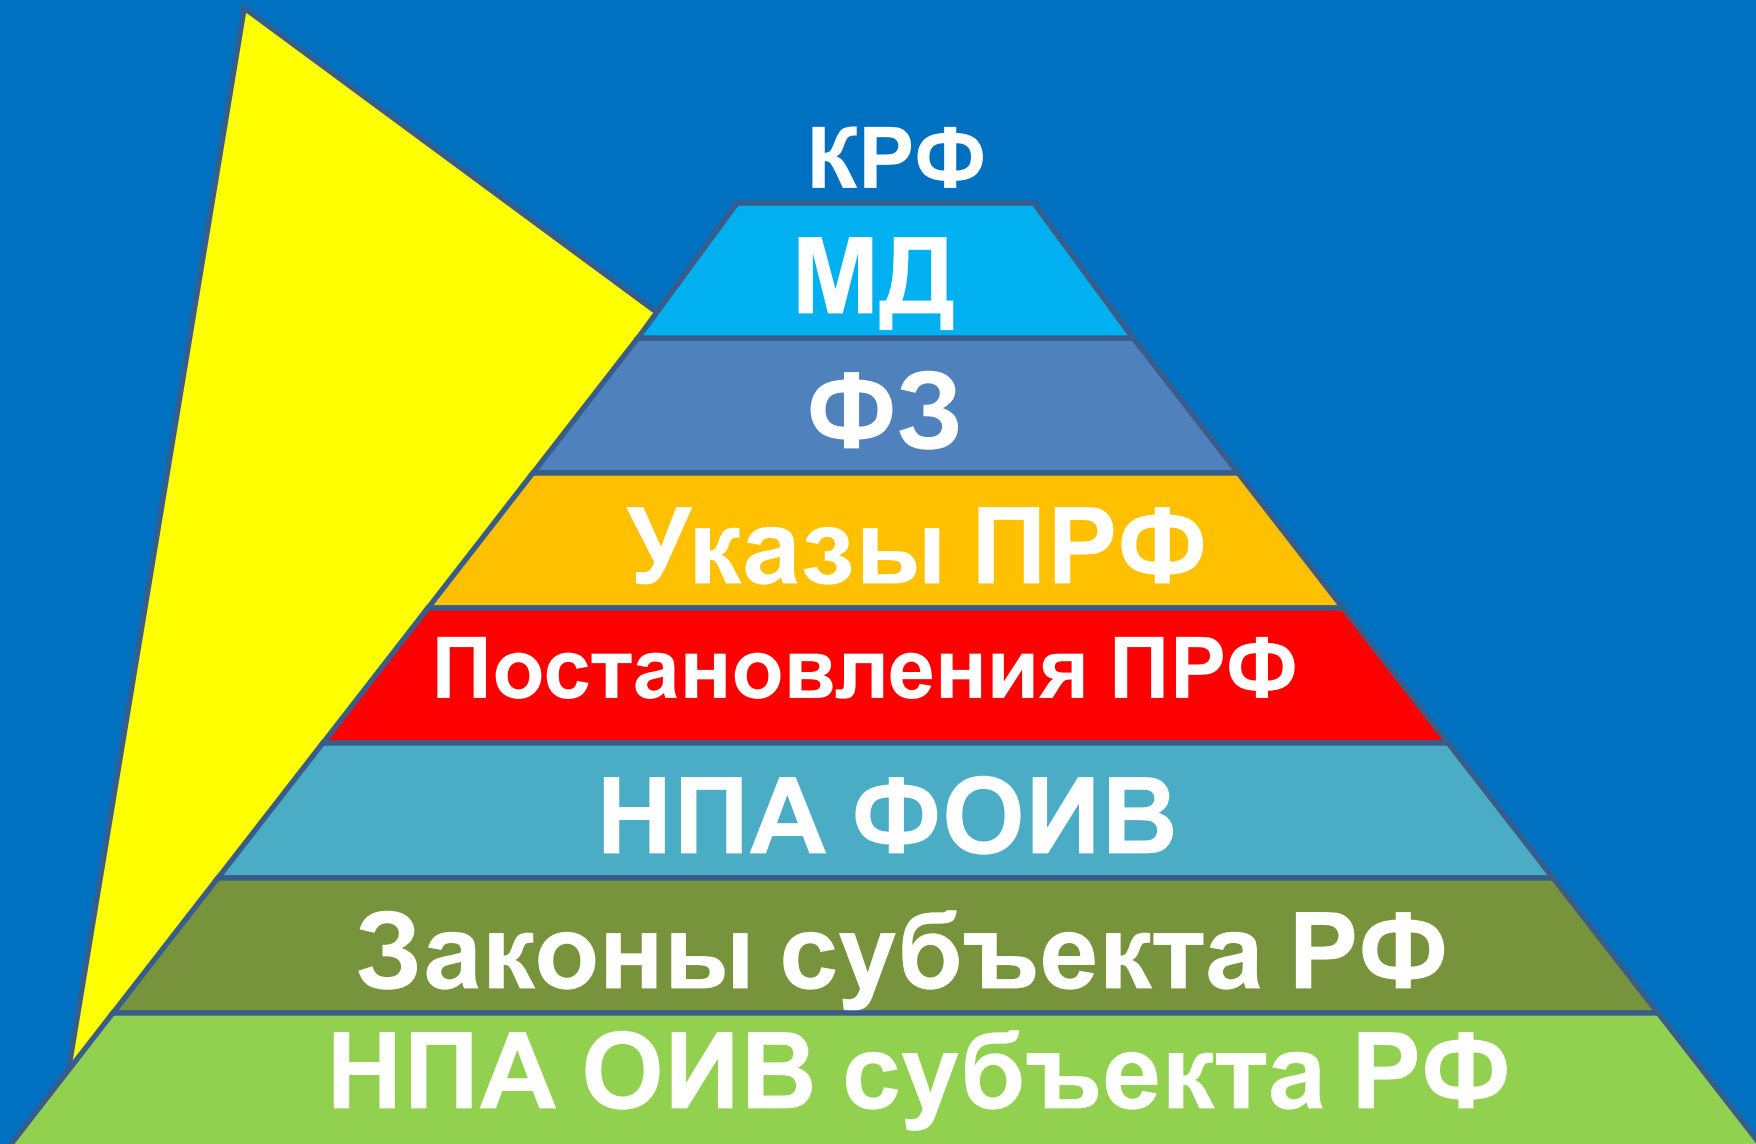 КРФ
МД
ФЗ
Указы ПРФ
Постановления ПРФ
НПА ФОИВ
Законы субъекта РФ
НПА ОИВ субъекта РФ